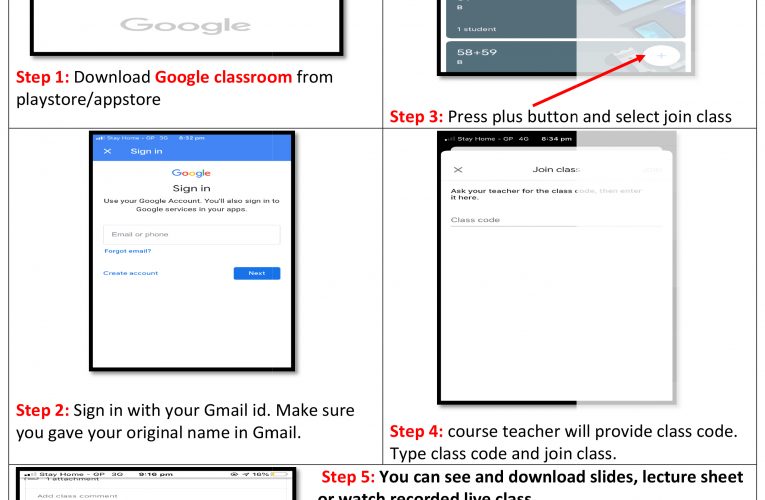 Google
Step 1: Download Google classroom from
playstore/appstore
B
1 student
58+59
B
+
Step 3: Press plus button and select join class
Stay Home - GP 3G 8:32 pm
× Sign in
Google
Sign in
Use your Google Account. You'll also sign in to
Google services in your apps.
Email or phone
Forgot email?
Create account Next
Step 2: Sign in with your Gmail id. Make sure
you gave your original name in Gmail.
Stay Home - GP 4G 8:34 pm
× Join class
Ask your teacher for the class code, then enter
it here.
Class code
Step 4: course teacher will provide class code.
Type class code and join class.
Stay Home - GP 3G 9:16 pm 16%
1 attachment
Add class comment
Step 5: You can see and download slides, lecture sheet
or watch recorded live class